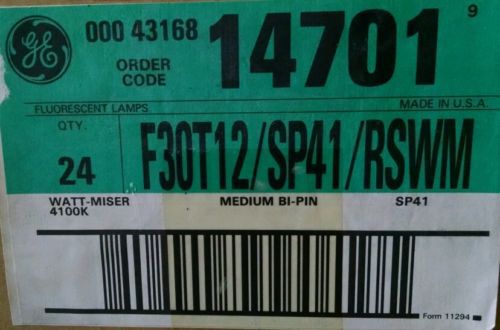 9
GE
000 43168
ORDER CODE
14701
FLUORESCENT LAMPS
MADE IN U.S.A.
QTY.
24
F30T12/SP41/RSWM
WATT-MISER
4100K
MEDIUM BI-PIN
SP41
Form 11294